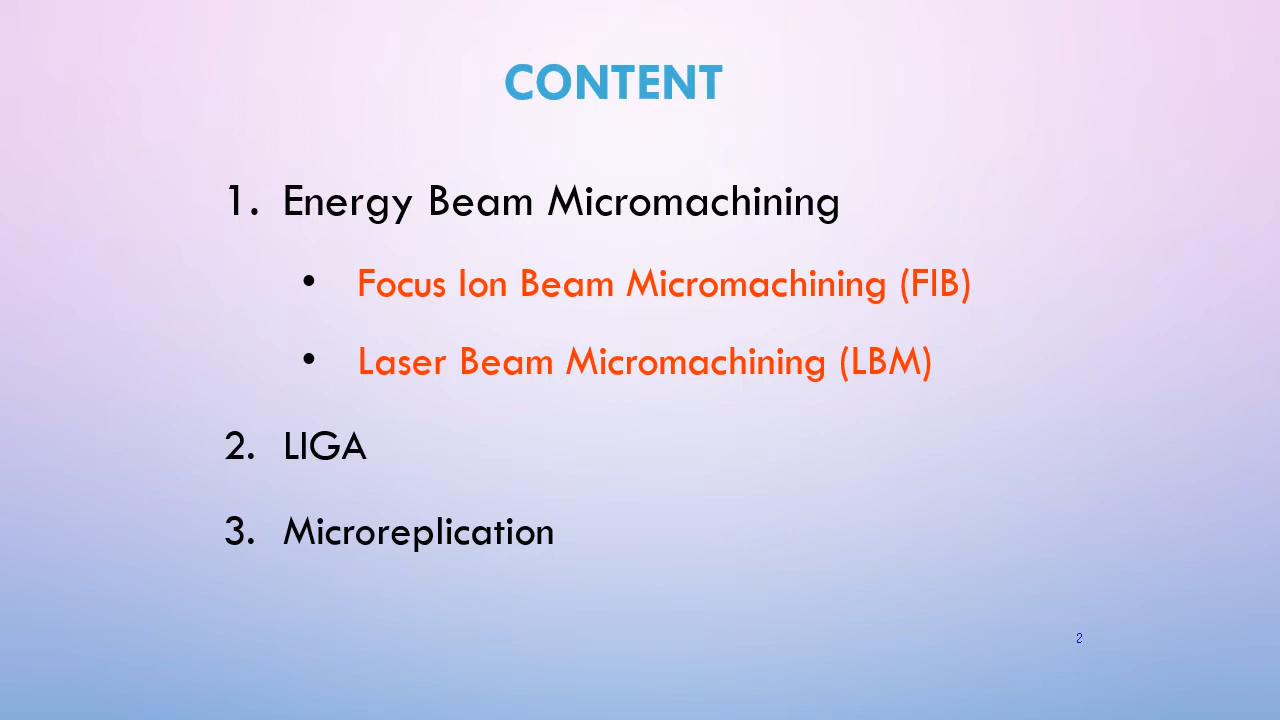 CONTENT
1. Energy Beam Micromachining
• Focus Ion Beam Micromachining (FIB)
• Laser Beam Micromachining (LBM)
2. LIGA
3. Microreplication
2